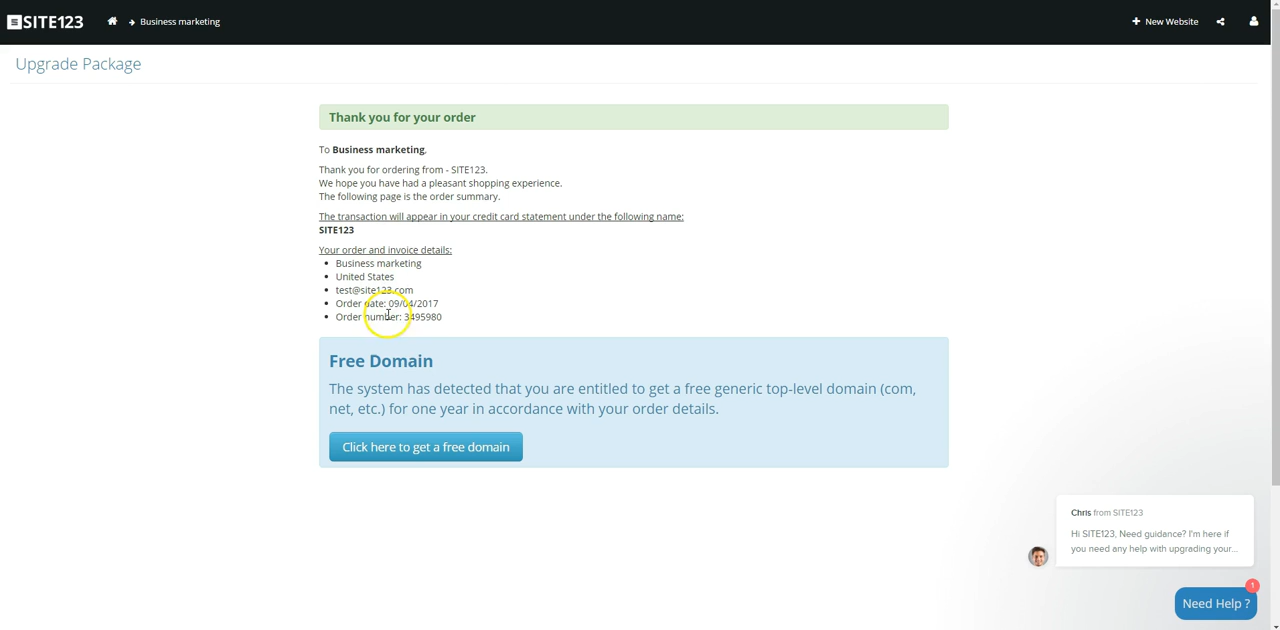 SITE123
Business marketing
New Website
Upgrade Package
Thank you for your order
To Business marketing,
Thank you for ordering from - SITE123.
We hope you have had a pleasant shopping experience.
The following page is the order summary.
The transaction will appear in your credit card statement under the following name:
SITE123
Your order and invoice details:
Business marketing
United States
test@site123.com
Order date: 09/04/2017
Order number: 3495980
Free Domain
The system has detected that you are entitled to get a free generic top-level domain (com,
net, etc.) for one year in accordance with your order details.
Click here to get a free domain
Chris from SITE123
Hi SITE123, Need guidance? I'm here if
you need any help with upgrading your...
1
Need Help ?